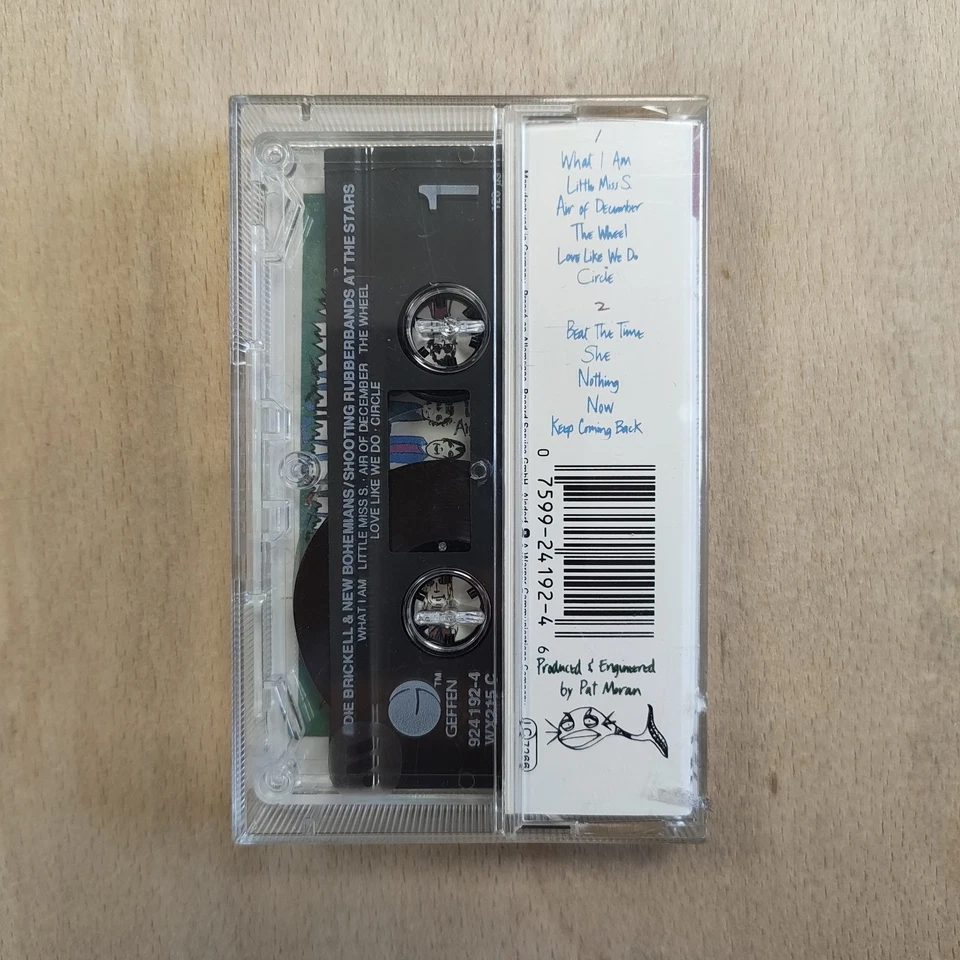 1
What I Am
Little Miss S.
Air of December
The Wheel
Love Like We Do
Circle
2
Beat The Time
She
Nothing
Now
Keep Coming Back
0 7599-24192-4 6
Produced & Engineered
by Pat Moran
EDIE BRICKELL & NEW BOHEMIANS/SHOOTING RUBBERBANDS AT THE STARS
WHAT I AM LITTLE MISS S. · AIR OF DECEMBER THE WHEEL
LOVE LIKE WE DO · CIRCLE
1
GEFFEN™
924 192-4
WX215 C